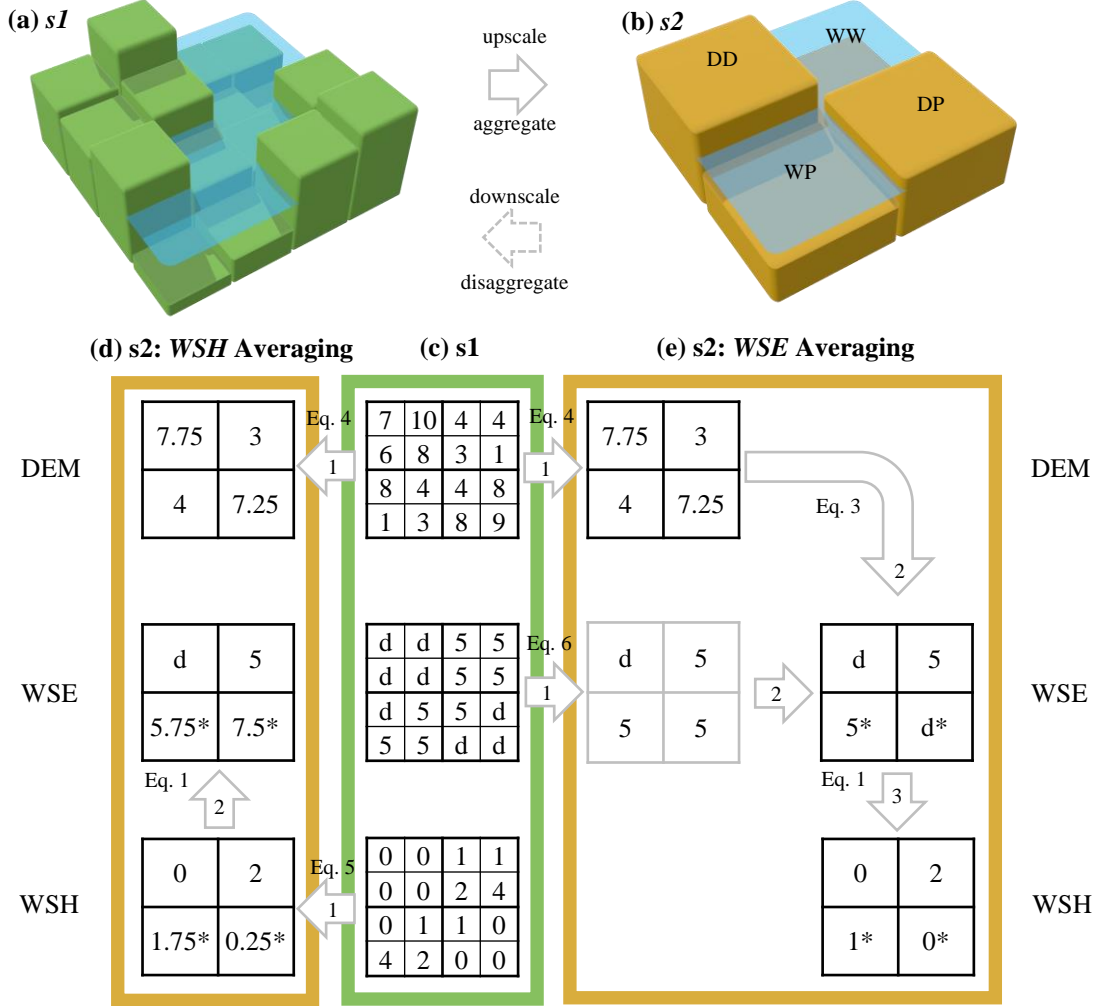 (a) s1
upscale
aggregate
downscale
disaggregate
(b) s2
DD
WW
DP
WP
(d) s2: WSH Averaging
(c) s1
(e) s2: WSE Averaging
DEM
7.75 3
4 7.25
Eq. 4
1
7 10 4 4
6 8 3 1
8 4 4 8
1 3 8 9
Eq. 4
1
7.75 3
4 7.25
Eq. 3
2
DEM
WSE
d 5
5.75* 7.5*
Eq. 1
2
d d 5 5
d d 5 5
d 5 5 d
5 5 d d
Eq. 6
1
d 5
5 5
2
d 5
5* d*
Eq. 1
3
WSE
WSH
0 2
1.75* 0.25*
Eq. 5
1
0 0 1 1
0 0 2 4
0 1 1 0
4 2 0 0
0 2
1* 0*
WSH